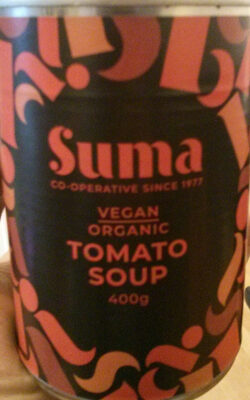 Suma
CO-OPERATIVE SINCE 1977
VEGAN
ORGANIC
TOMATO
SOUP
400g